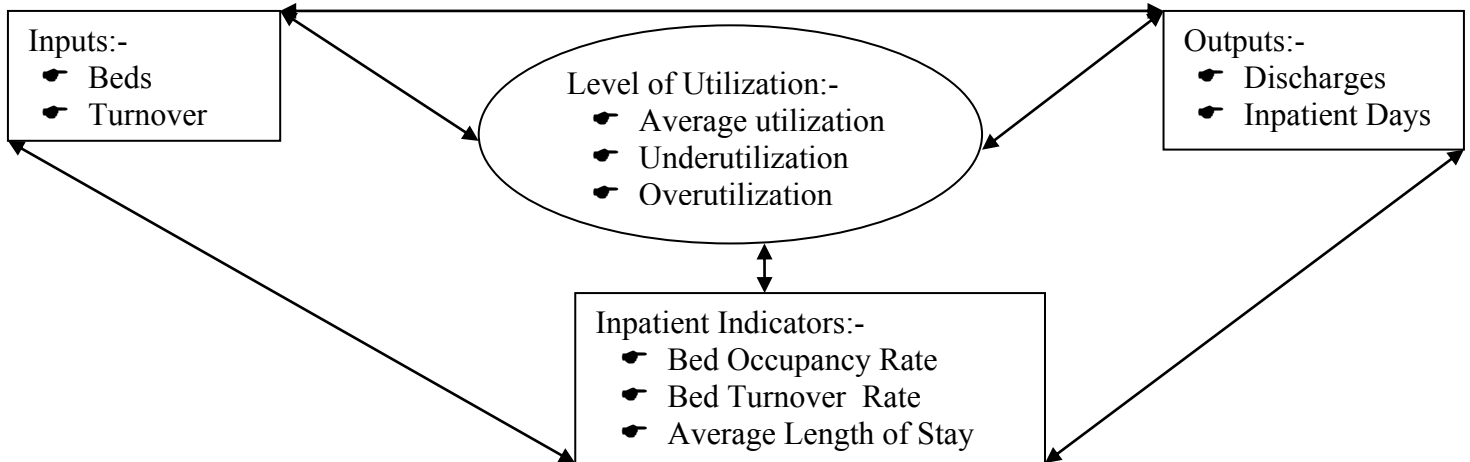 Inputs:-
☛ Beds
☛ Turnover
Level of Utilization:-
☛ Average utilization
☛ Underutilization
☛ Overutilization
Outputs:-
☛ Discharges
☛ Inpatient Days
Inpatient Indicators:-
☛ Bed Occupancy Rate
☛ Bed Turnover Rate
☛ Average Length of Stay